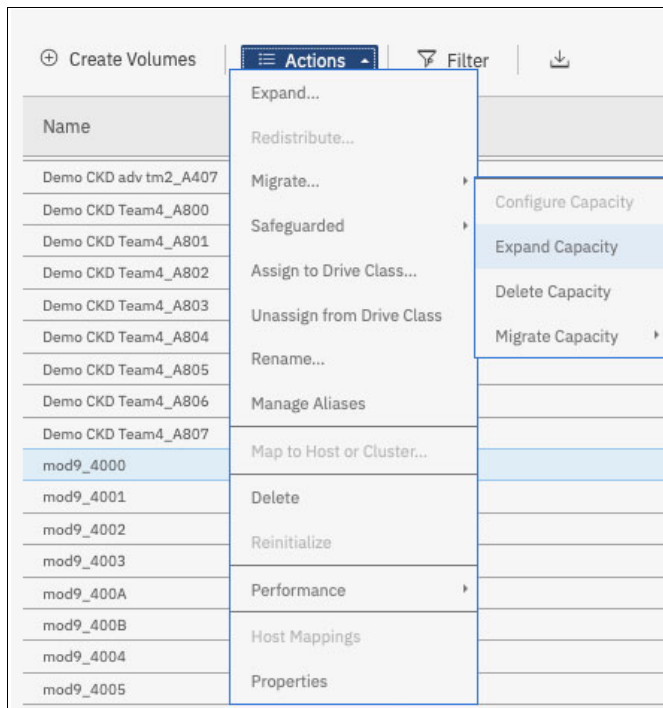 Create Volumes
Actions
Filter
Name
Demo CKD adv tm2_A407
Demo CKD Team4_A800
Demo CKD Team4_A801
Demo CKD Team4_A802
Demo CKD Team4_A803
Demo CKD Team4_A804
Demo CKD Team4_A805
Demo CKD Team4_A806
Demo CKD Team4_A807
mod9_4000
mod9_4001
mod9_4002
mod9_4003
mod9_400A
mod9_400B
mod9_4004
mod9_4005
Expand...
Redistribute...
Migrate...
Safeguarded
Assign to Drive Class...
Unassign from Drive Class
Rename...
Manage Aliases
Map to Host or Cluster...
Delete
Reinitialize
Performance
Host Mappings
Properties
Configure Capacity
Expand Capacity
Delete Capacity
Migrate Capacity